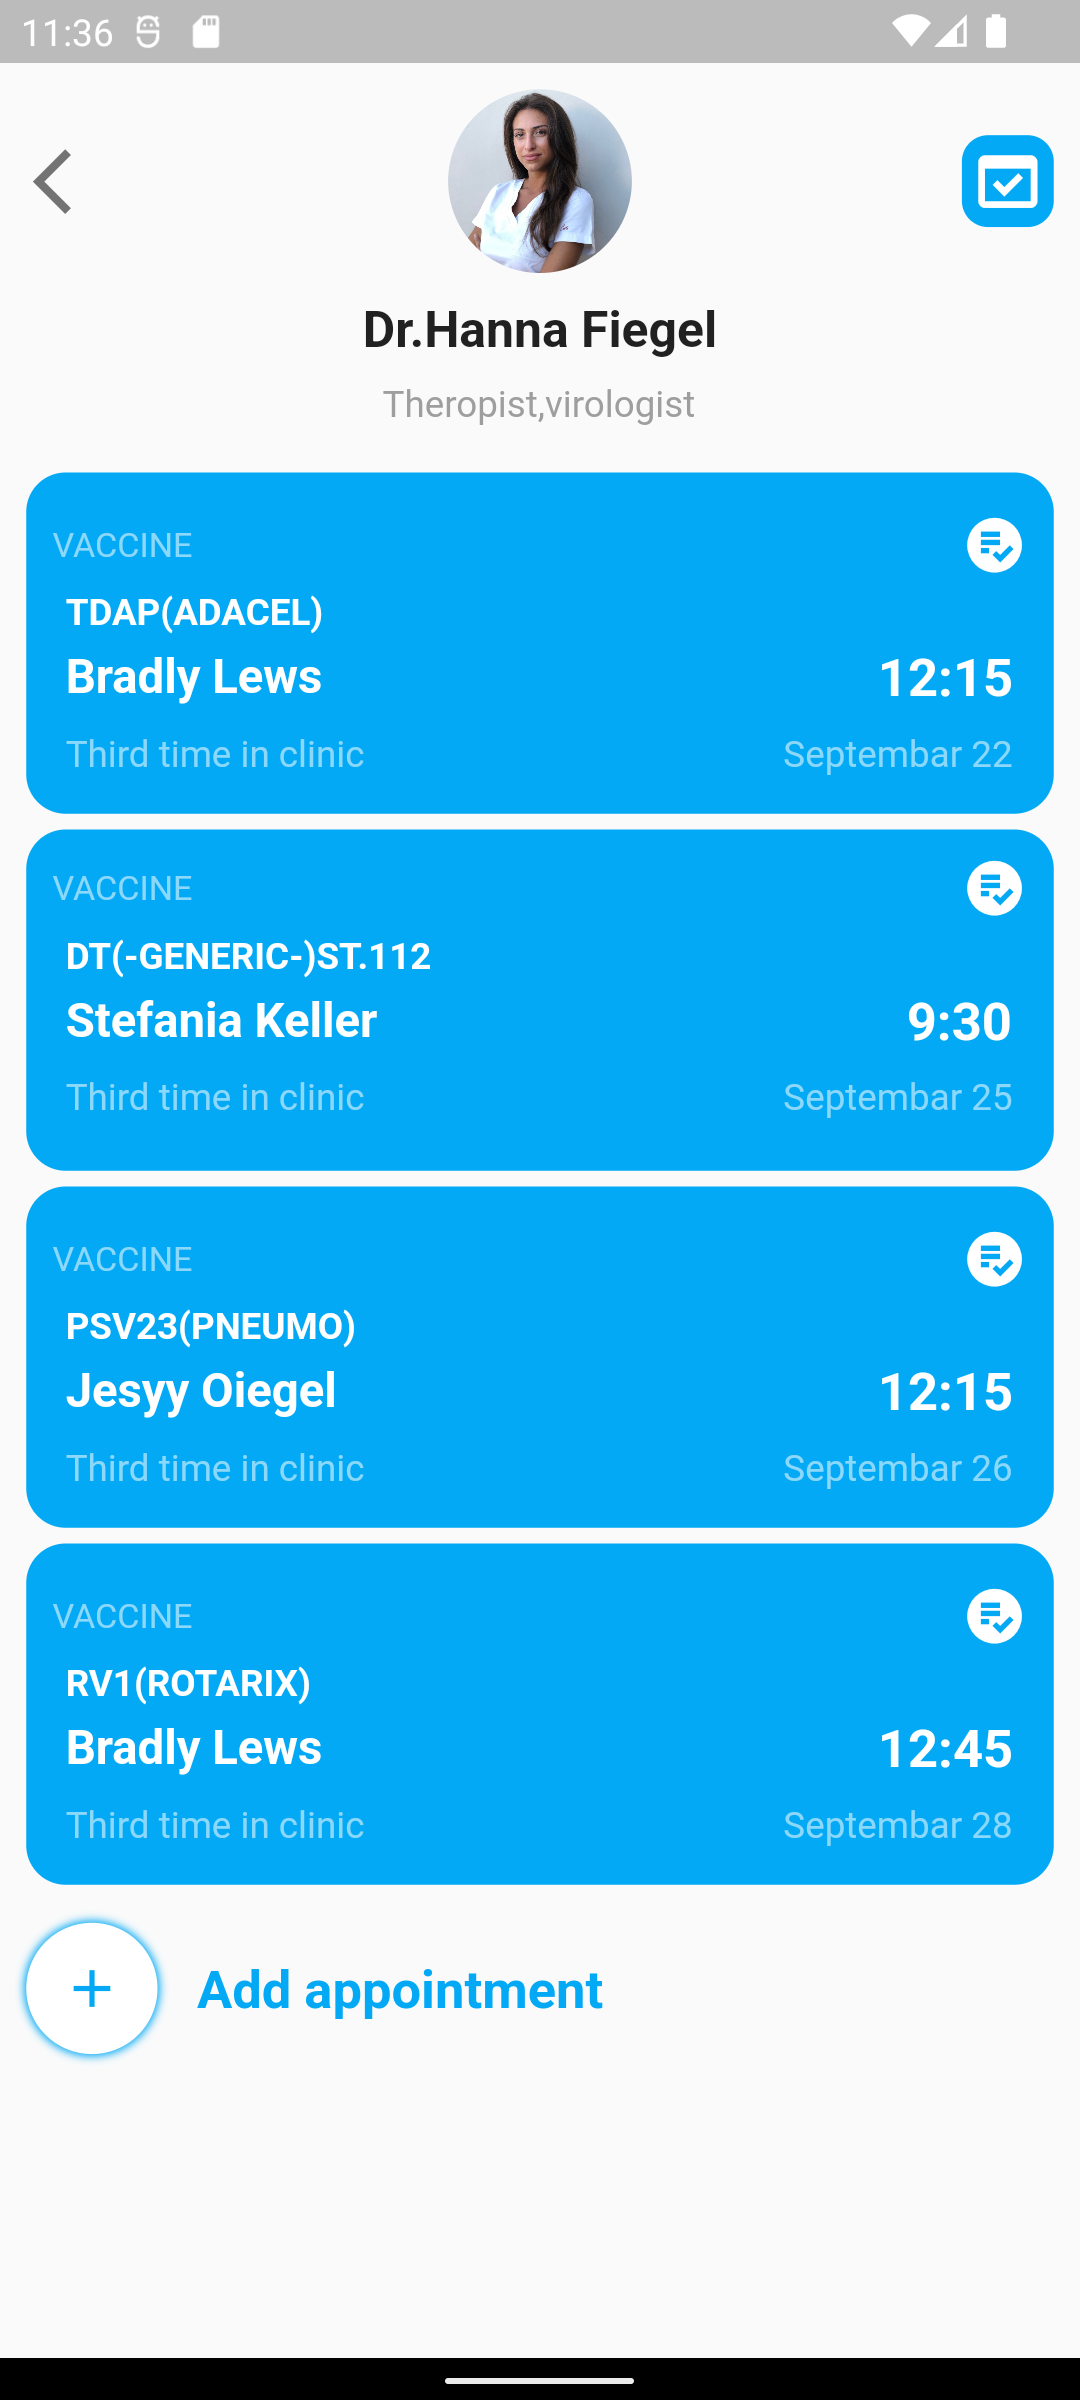 11:36
Dr.Hanna Fiegel
Theropist,virologist
VACCINE
TDAP(ADACEL)
Bradly Lews 12:15
Third time in clinic Septembar 22
VACCINE
DT(-GENERIC-)ST.112
Stefania Keller 9:30
Third time in clinic Septembar 25
VACCINE
PSV23(PNEUMO)
Jesyy Oiegel 12:15
Third time in clinic Septembar 26
VACCINE
RV1(ROTARIX)
Bradly Lews 12:45
Third time in clinic Septembar 28
Add appointment